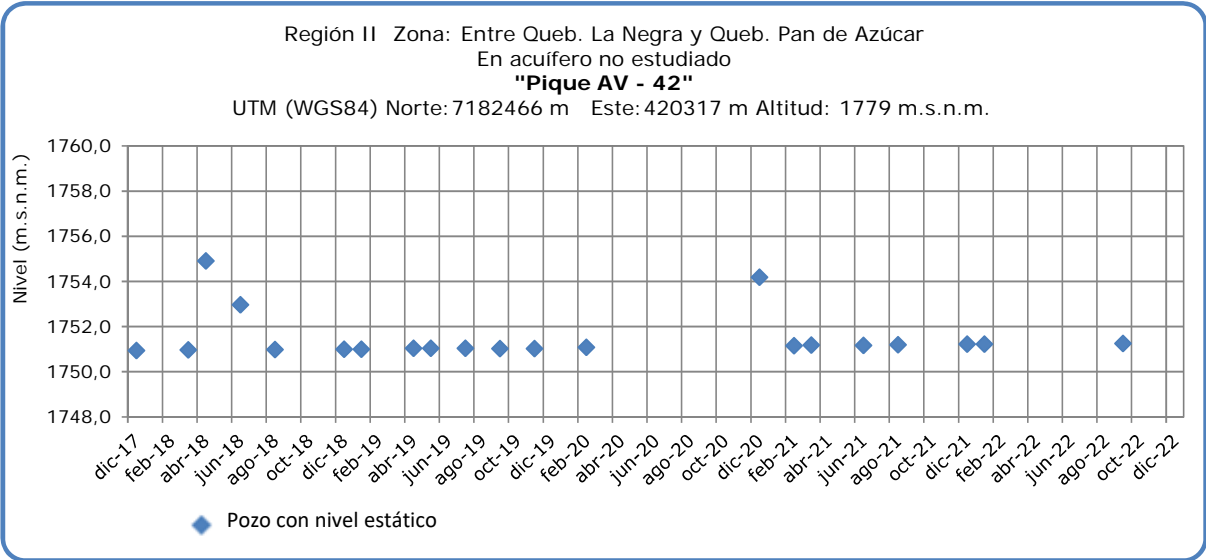 Región II Zona: Entre Queb. La Negra y Queb. Pan de Azúcar
En acuífero no estudiado
"Pique AV - 42"
UTM (WGS84) Norte: 7182466 m Este: 420317 m Altitud: 1779 m.s.n.m.
Nivel (m.s.n.m.)
1760,0
1758,0
1756,0
1754,0
1752,0
1750,0
1748,0
dic-17
feb-18
abr-18
jun-18
ago-18
oct-18
dic-18
feb-19
abr-19
jun-19
ago-19
oct-19
dic-19
feb-20
abr-20
jun-20
ago-20
oct-20
dic-20
feb-21
abr-21
jun-21
ago-21
oct-21
dic-21
feb-22
abr-22
jun-22
ago-22
oct-22
dic-22
Pozo con nivel estático